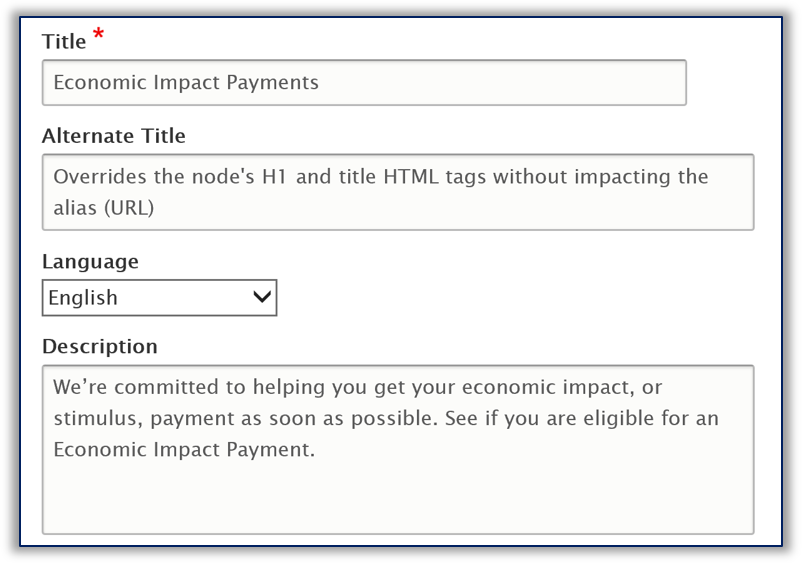 Title *
Economic Impact Payments
Alternate Title
Overrides the node's H1 and title HTML tags without impacting the
alias (URL)
Language
English
Description
We’re committed to helping you get your economic impact, or
stimulus, payment as soon as possible. See if you are eligible for an
Economic Impact Payment.